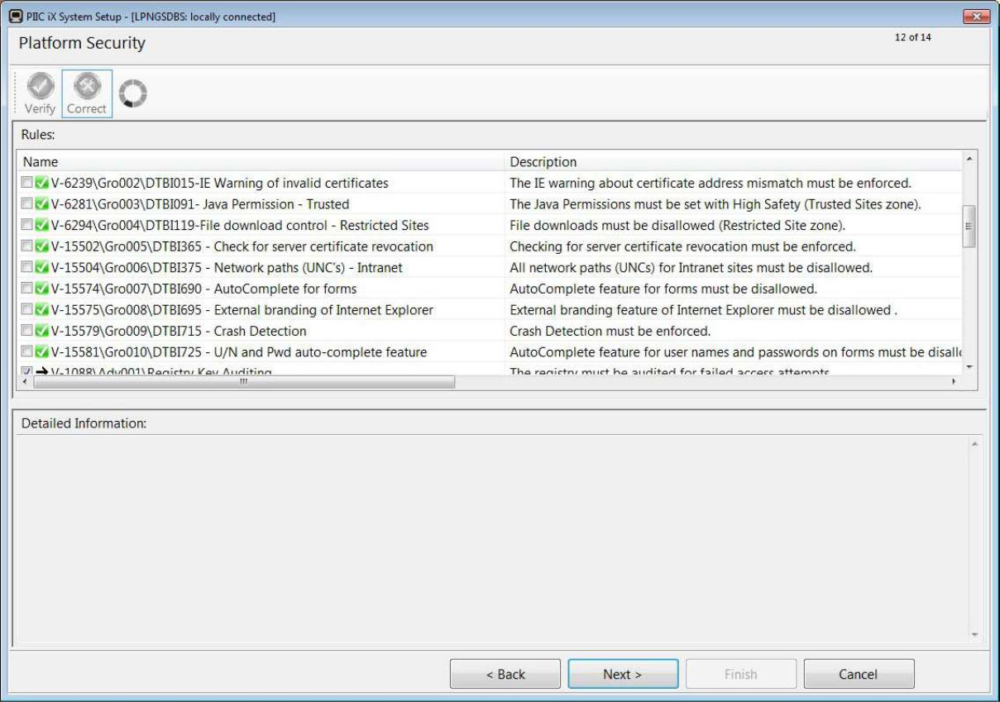 PIIC iX System Setup - [LPNGSDBS: locally connected]
Platform Security
12 of 14
Verify
Correct
Rules:
Name
Description
V-6239\Gro002\DTBI015-IE Warning of invalid certificates
The IE warning about certificate address mismatch must be enforced.
V-6281\Gro003\DTBI091- Java Permission - Trusted
The Java Permissions must be set with High Safety (Trusted Sites zone).
V-6294\Gro004\DTBI119-File download control - Restricted Sites
File downloads must be disallowed (Restricted Site zone).
V-15502\Gro005\DTBI365 - Check for server certificate revocation
Checking for server certificate revocation must be enforced.
V-15504\Gro006\DTBI375 - Network paths (UNC's) - Intranet
All network paths (UNCs) for Intranet sites must be disallowed.
V-15574\Gro007\DTBI690 - AutoComplete for forms
AutoComplete feature for forms must be disallowed.
V-15575\Gro008\DTBI695 - External branding of Internet Explorer
External branding feature of Internet Explorer must be disallowed .
V-15579\Gro009\DTBI715 - Crash Detection
Crash Detection must be enforced.
V-15581\Gro010\DTBI725 - U/N and Pwd auto-complete feature
AutoComplete feature for user names and passwords on forms must be disallo
V-1088\Adv001\Registry Key Auditing
The registry must be audited for failed access attempts
Detailed Information:
< Back
Next >
Finish
Cancel